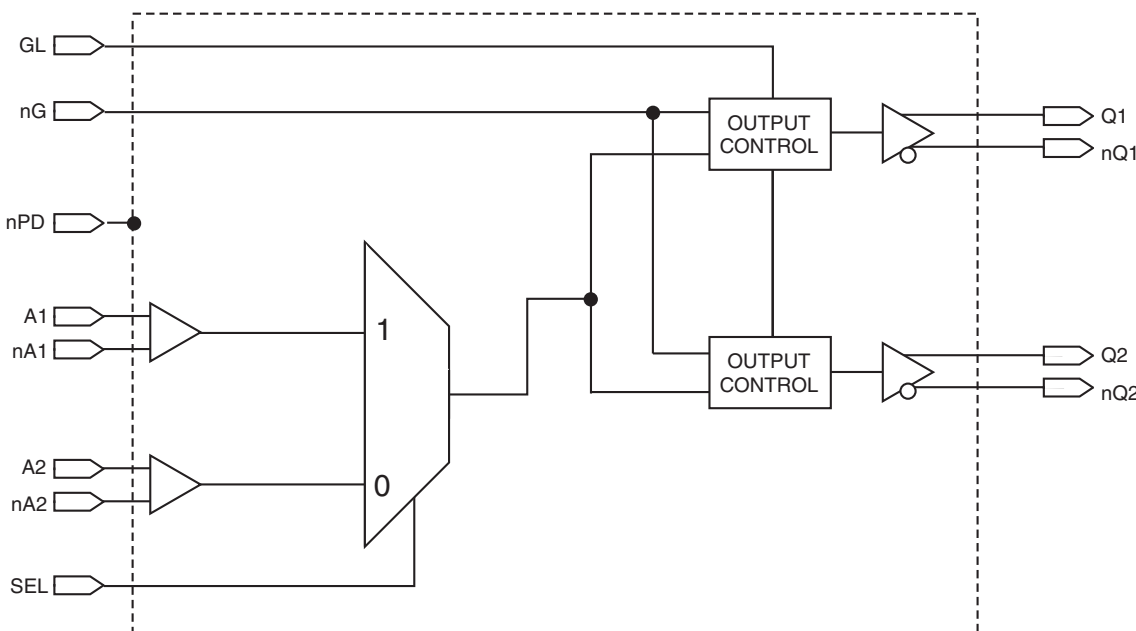 GL
nG
OUTPUT
CONTROL
Q1
nQ1
nPD
A1
nA1
1
OUTPUT
CONTROL
Q2
nQ2
A2
nA2
0
SEL